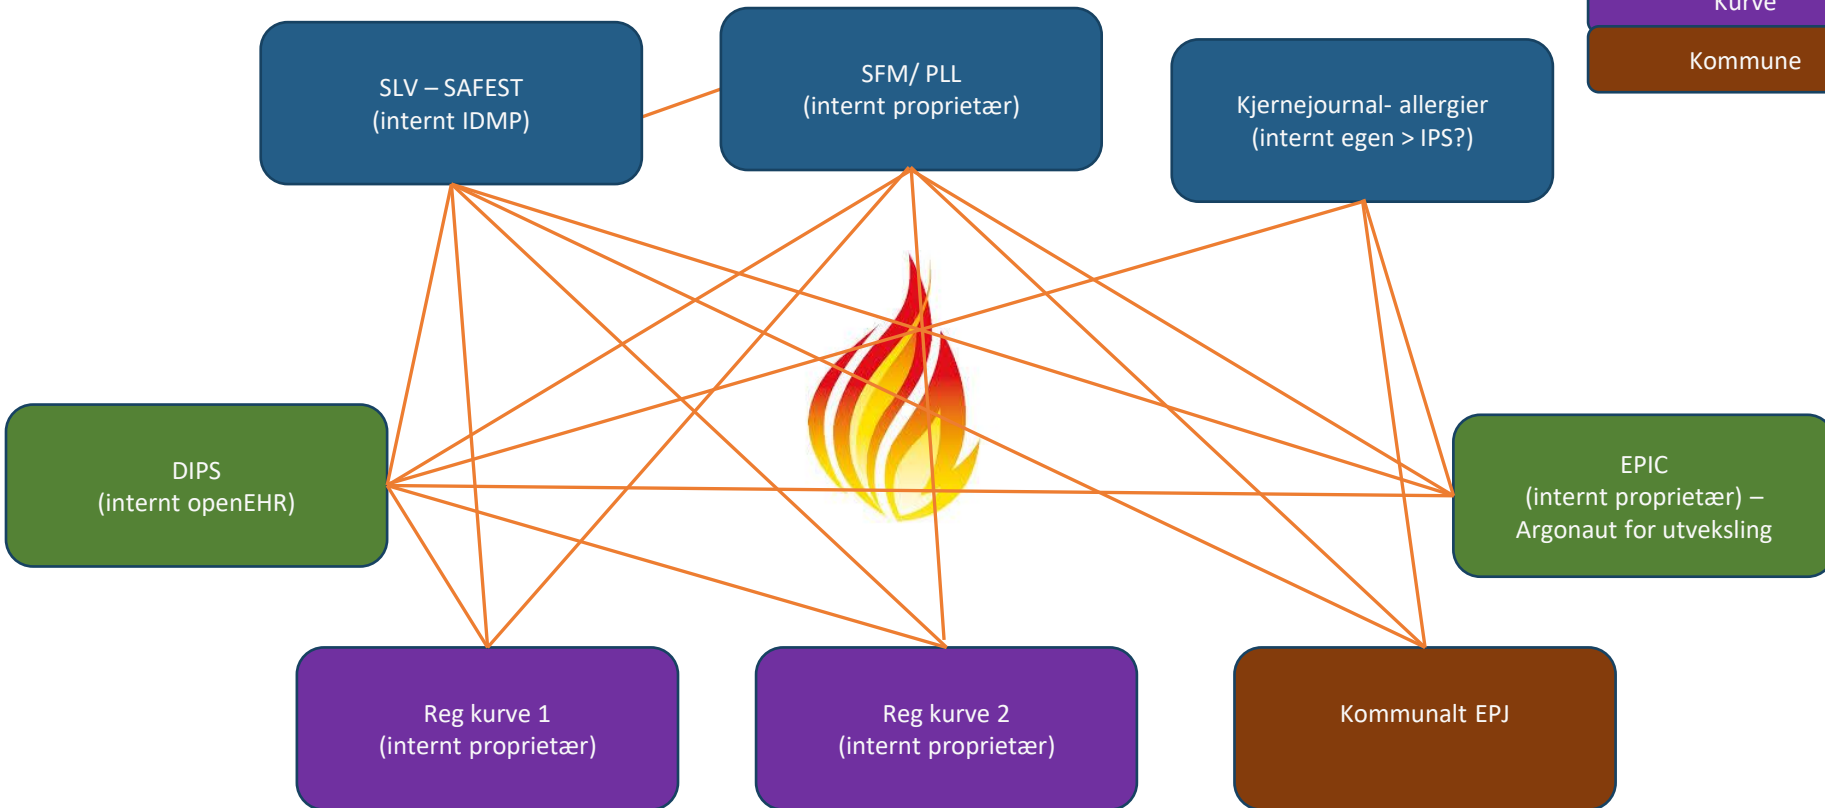 Kurve
Kommune
SLV – SAFEST
(internt IDMP)
SFM/ PLL
(internt proprietær)
Kjernejournal- allergier
(internt egen > IPS?)
DIPS
(internt openEHR)
EPIC
(internt proprietær) –
Argonaut for utveksling
Reg kurve 1
(internt proprietær)
Reg kurve 2
(internt proprietær)
Kommunalt EPJ